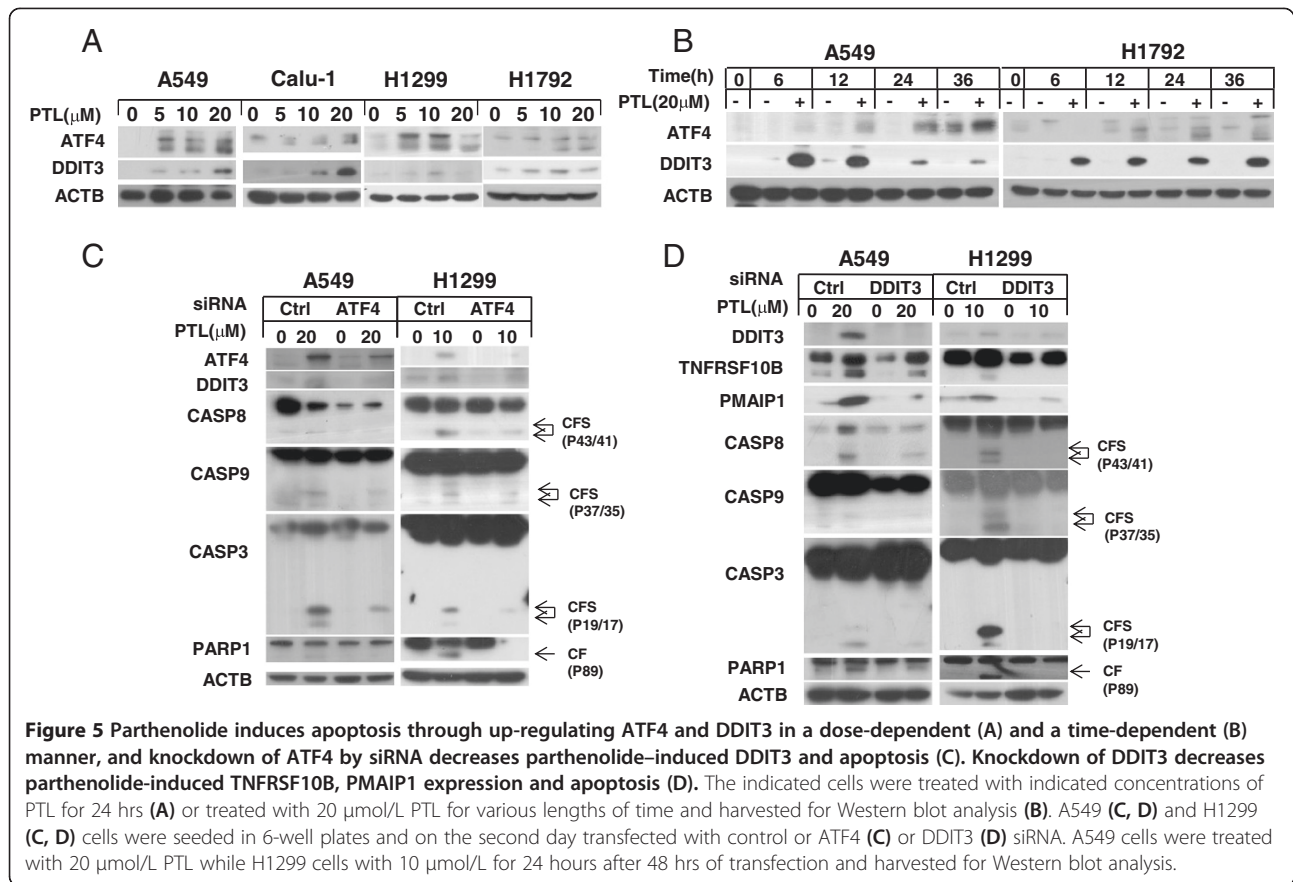 A
A549 Calu-1 H1299 H1792
PTL(μM) 0 5 10 20 0 5 10 20 0 5 10 20 0 5 10 20
ATF4
DDIT3
ACTB
B
A549 H1792
Time(h) 0 6 12 24 36 0 6 12 24 36
PTL(20μM) - - + - + - + - + - - + - + - + - +
ATF4
DDIT3
ACTB
C
A549 H1299
siRNA Ctrl ATF4 Ctrl ATF4
PTL(μM) 0 20 0 20 0 10 0 10
ATF4
DDIT3
CASP8
CFS
(P43/41)
CASP9
CFS
(P37/35)
CASP3
CFS
(P19/17)
PARP1
CF
(P89)
ACTB
D
A549 H1299
siRNA Ctrl DDIT3 Ctrl DDIT3
PTL(μM) 0 20 0 20 0 10 0 10
DDIT3
TNFRSF10B
PMAIP1
CASP8
CFS
(P43/41)
CASP9
CFS
(P37/35)
CASP3
CFS
(P19/17)
PARP1
CF
(P89)
ACTB
Figure 5 Parthenolide induces apoptosis through up-regulating ATF4 and DDIT3 in a dose-dependent (A) and a time-dependent (B)
manner, and knockdown of ATF4 by siRNA decreases parthenolide–induced DDIT3 and apoptosis (C). Knockdown of DDIT3 decreases
parthenolide-induced TNFRSF10B, PMAIP1 expression and apoptosis (D). The indicated cells were treated with indicated concentrations of
PTL for 24 hrs (A) or treated with 20 μmol/L PTL for various lengths of time and harvested for Western blot analysis (B). A549 (C, D) and H1299
(C, D) cells were seeded in 6-well plates and on the second day transfected with control or ATF4 (C) or DDIT3 (D) siRNA. A549 cells were treated
with 20 μmol/L PTL while H1299 cells with 10 μmol/L for 24 hours after 48 hrs of transfection and harvested for Western blot analysis.